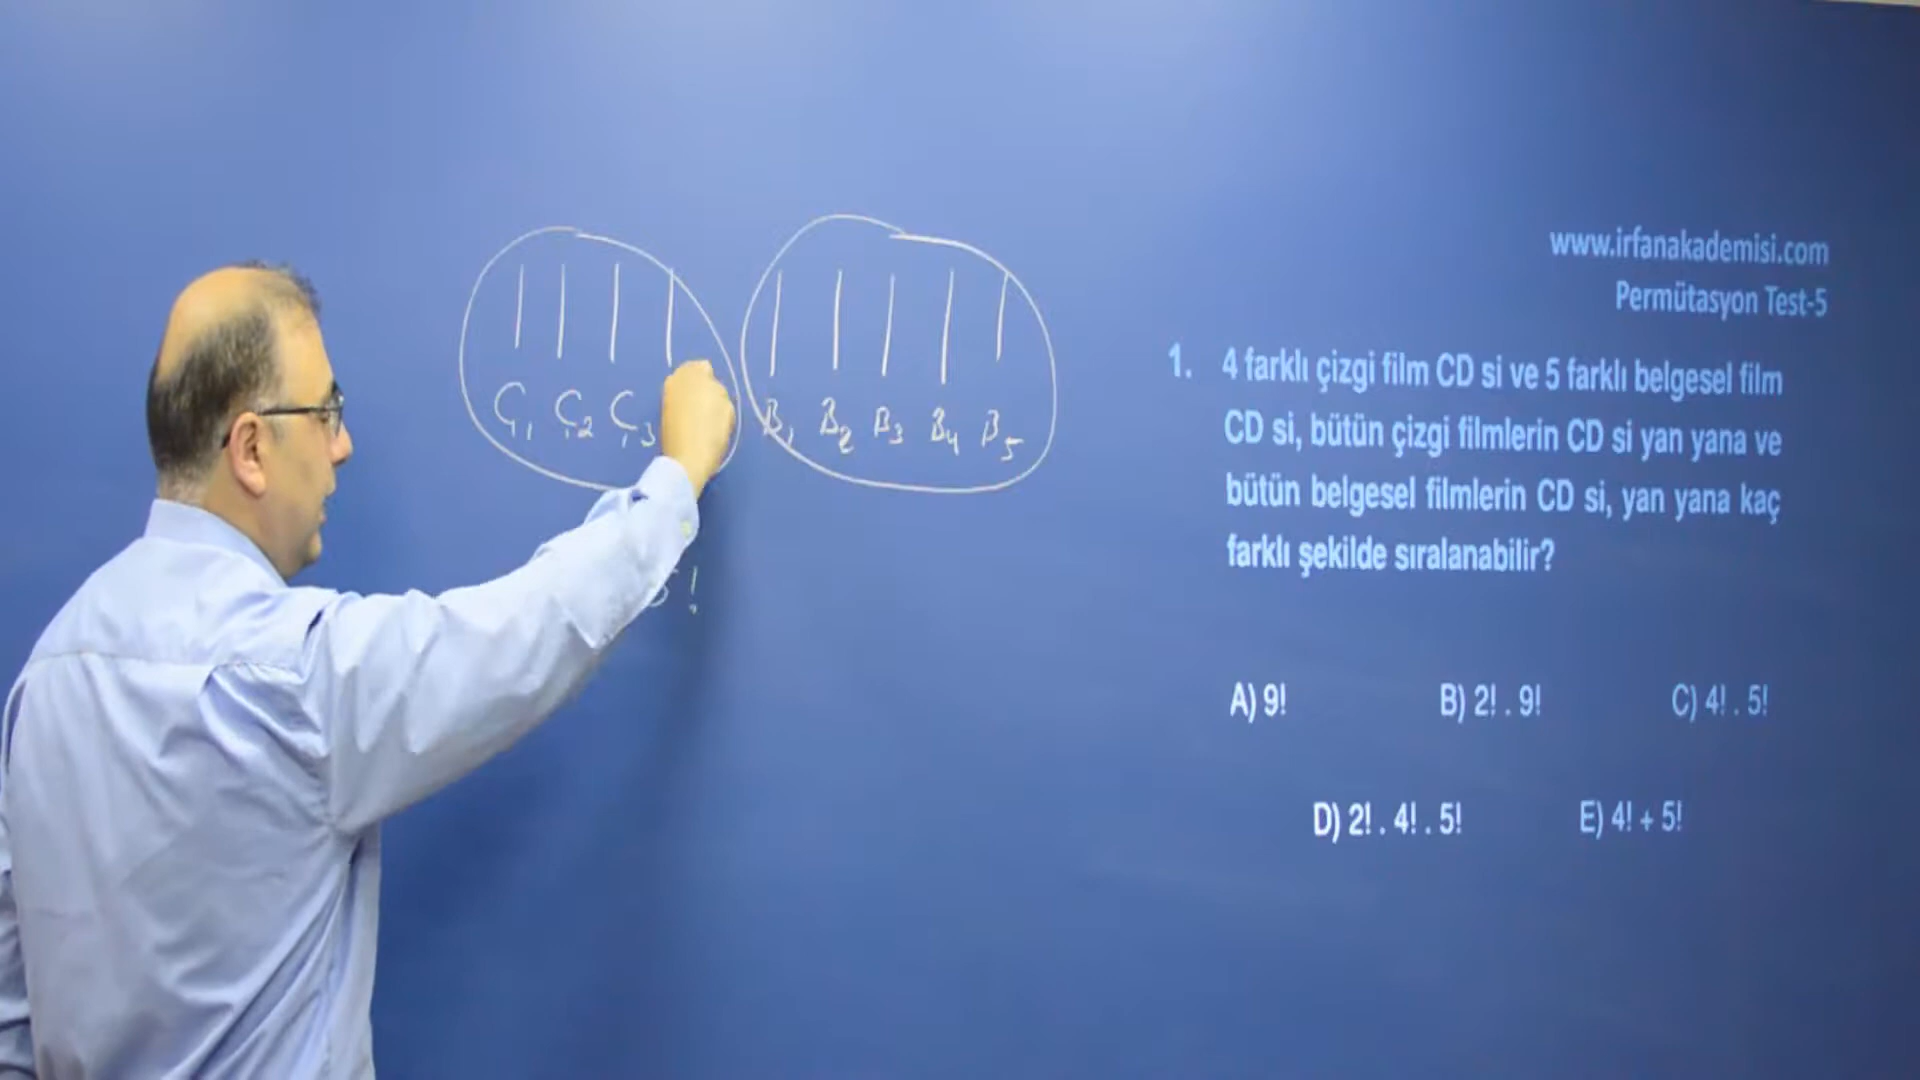 www.irfanakademisi.com
Permütasyon Test-5
1. 4 farklı çizgi film CD si ve 5 farklı belgesel film
CD si, bütün çizgi filmlerin CD si yan yana ve
bütün belgesel filmlerin CD si, yan yana kaç
farklı şekilde sıralanabilir?
A) 9! B) 2! . 9! C) 4! . 5!
D) 2! . 4! . 5! E) 4! + 5!
Ç1 Ç2 Ç3 B1 B2 B3 B4 B5
5!